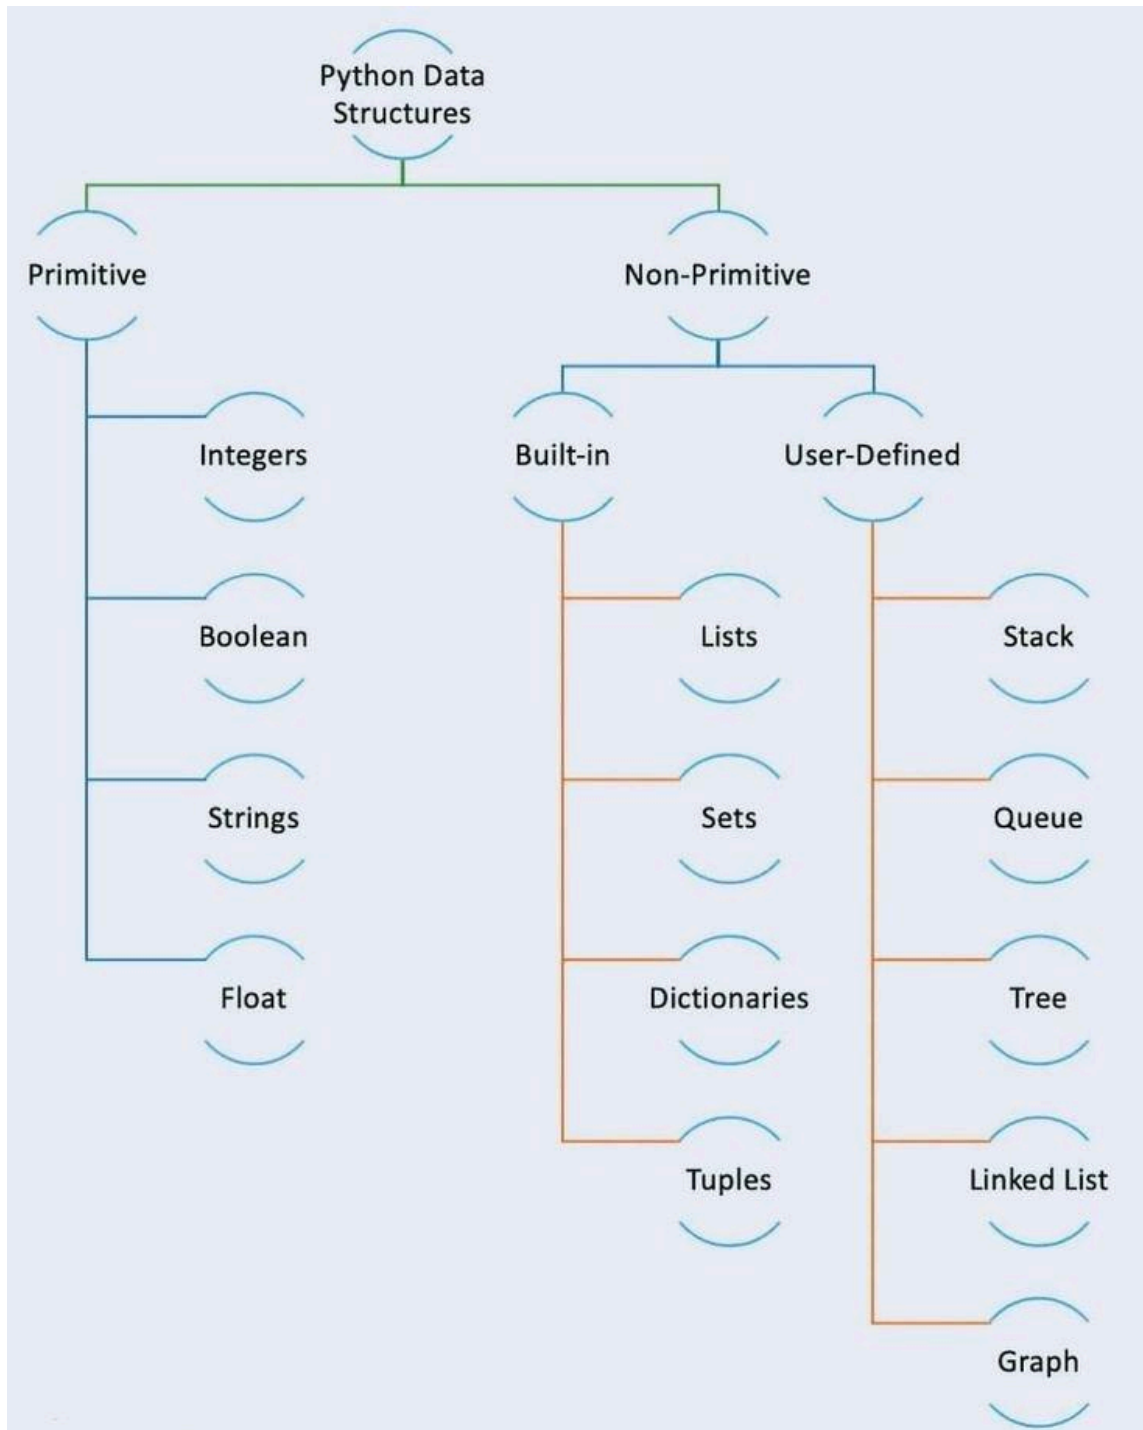 Python Data
Structures
Primitive
Non-Primitive
Integers
Built-in
User-Defined
Boolean
Lists
Stack
Strings
Sets
Queue
Float
Dictionaries
Tree
Tuples
Linked List
Graph